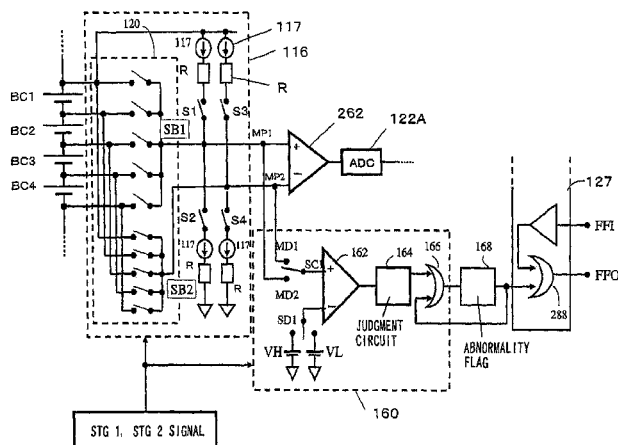 120
117
117
116
R
R
S1
S3
BC1
BC2
BC3
BC4
SB1
MP1
262
122A
ADC
MP2
127
S2
S4
117
117
R
R
SB2
MD1
MD2
SC1
162
164
166
168
FFI
FFO
288
SD1
VH
VL
JUDGMENT
CIRCUIT
ABNORMALITY
FLAG
160
STG 1, STG 2 SIGNAL
+
−
+
−